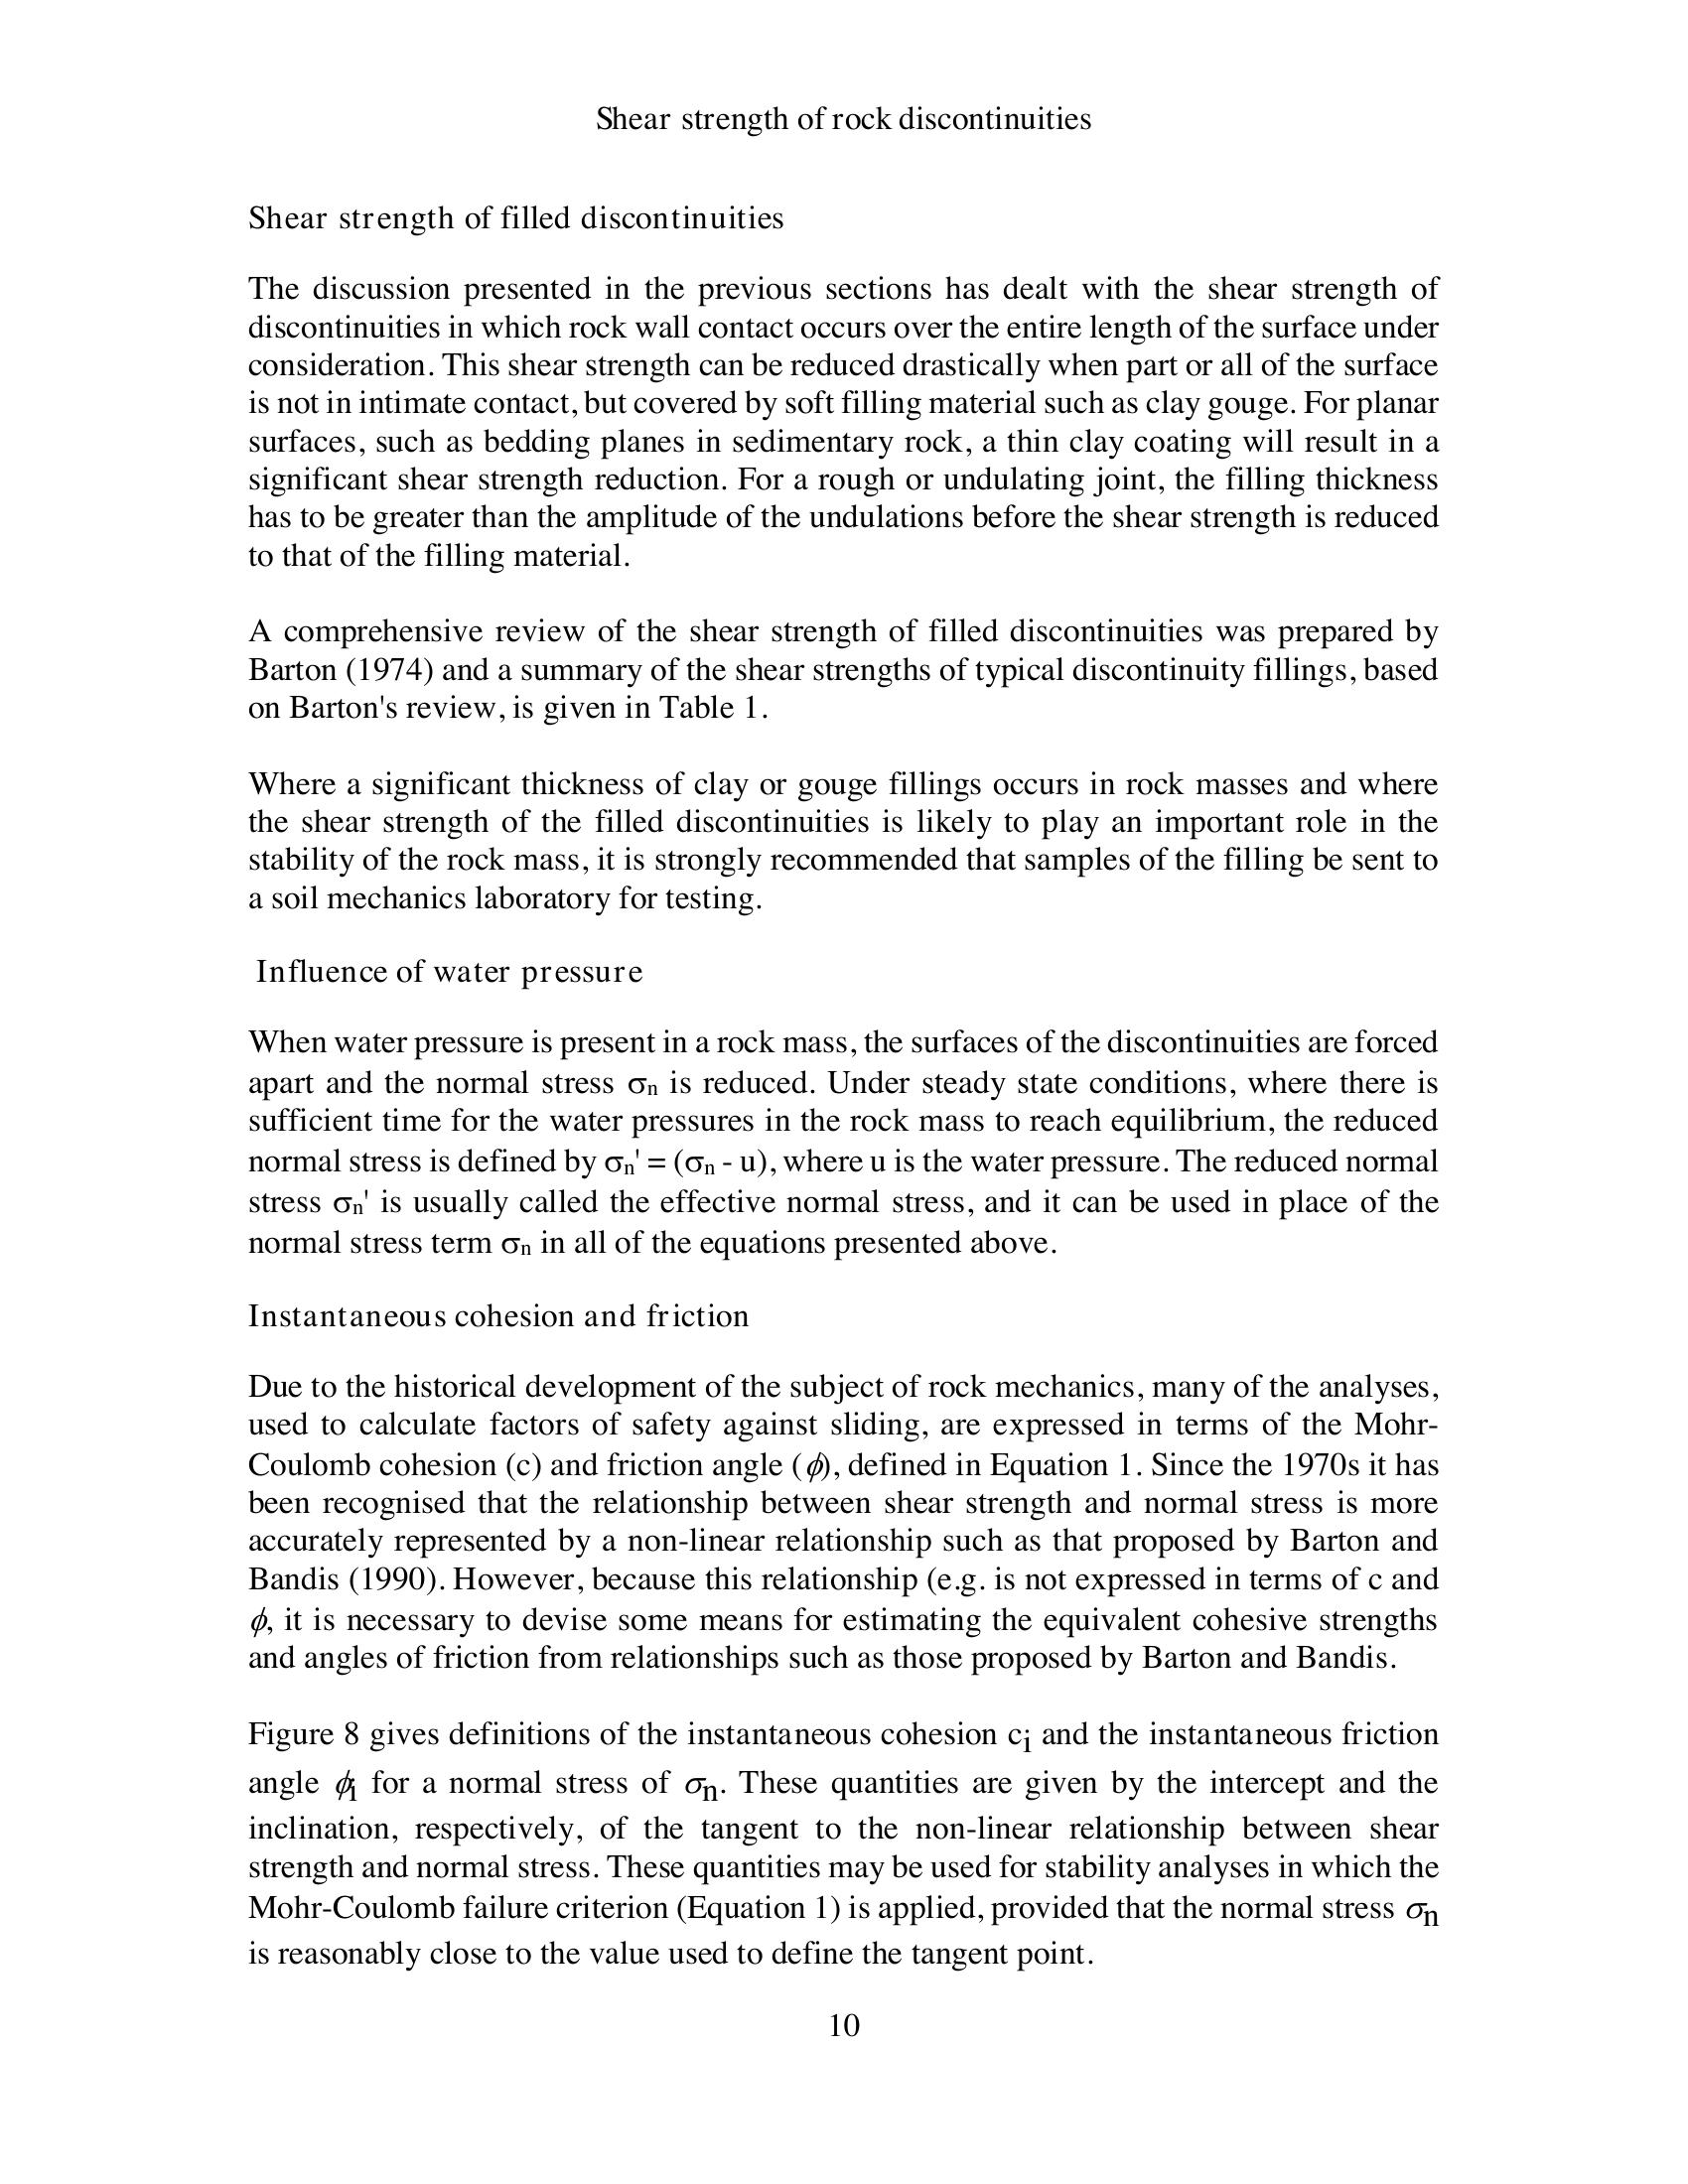 Shear strength of rock discontinuities
Shear strength of filled discontinuities
The discussion presented in the previous sections has dealt with the shear strength of
discontinuities in which rock wall contact occurs over the entire length of the surface under
consideration. This shear strength can be reduced drastically when part or all of the surface
is not in intimate contact, but covered by soft filling material such as clay gouge. For planar
surfaces, such as bedding planes in sedimentary rock, a thin clay coating will result in a
significant shear strength reduction. For a rough or undulating joint, the filling thickness
has to be greater than the amplitude of the undulations before the shear strength is reduced
to that of the filling material.
A comprehensive review of the shear strength of filled discontinuities was prepared by
Barton (1974) and a summary of the shear strengths of typical discontinuity fillings, based
on Barton's review, is given in Table 1.
Where a significant thickness of clay or gouge fillings occurs in rock masses and where
the shear strength of the filled discontinuities is likely to play an important role in the
stability of the rock mass, it is strongly recommended that samples of the filling be sent to
a soil mechanics laboratory for testing.
Influence of water pressure
When water pressure is present in a rock mass, the surfaces of the discontinuities are forced
apart and the normal stress σn is reduced. Under steady state conditions, where there is
sufficient time for the water pressures in the rock mass to reach equilibrium, the reduced
normal stress is defined by σn' = (σn - u), where u is the water pressure. The reduced normal
stress σn' is usually called the effective normal stress, and it can be used in place of the
normal stress term σn in all of the equations presented above.
Instantaneous cohesion and friction
Due to the historical development of the subject of rock mechanics, many of the analyses,
used to calculate factors of safety against sliding, are expressed in terms of the Mohr-
Coulomb cohesion (c) and friction angle (ϕ), defined in Equation 1. Since the 1970s it has
been recognised that the relationship between shear strength and normal stress is more
accurately represented by a non-linear relationship such as that proposed by Barton and
Bandis (1990). However, because this relationship (e.g. is not expressed in terms of c and
ϕ, it is necessary to devise some means for estimating the equivalent cohesive strengths
and angles of friction from relationships such as those proposed by Barton and Bandis.
Figure 8 gives definitions of the instantaneous cohesion ci and the instantaneous friction
angle ϕi for a normal stress of σn. These quantities are given by the intercept and the
inclination, respectively, of the tangent to the non-linear relationship between shear
strength and normal stress. These quantities may be used for stability analyses in which the
Mohr-Coulomb failure criterion (Equation 1) is applied, provided that the normal stress σn
is reasonably close to the value used to define the tangent point.
10